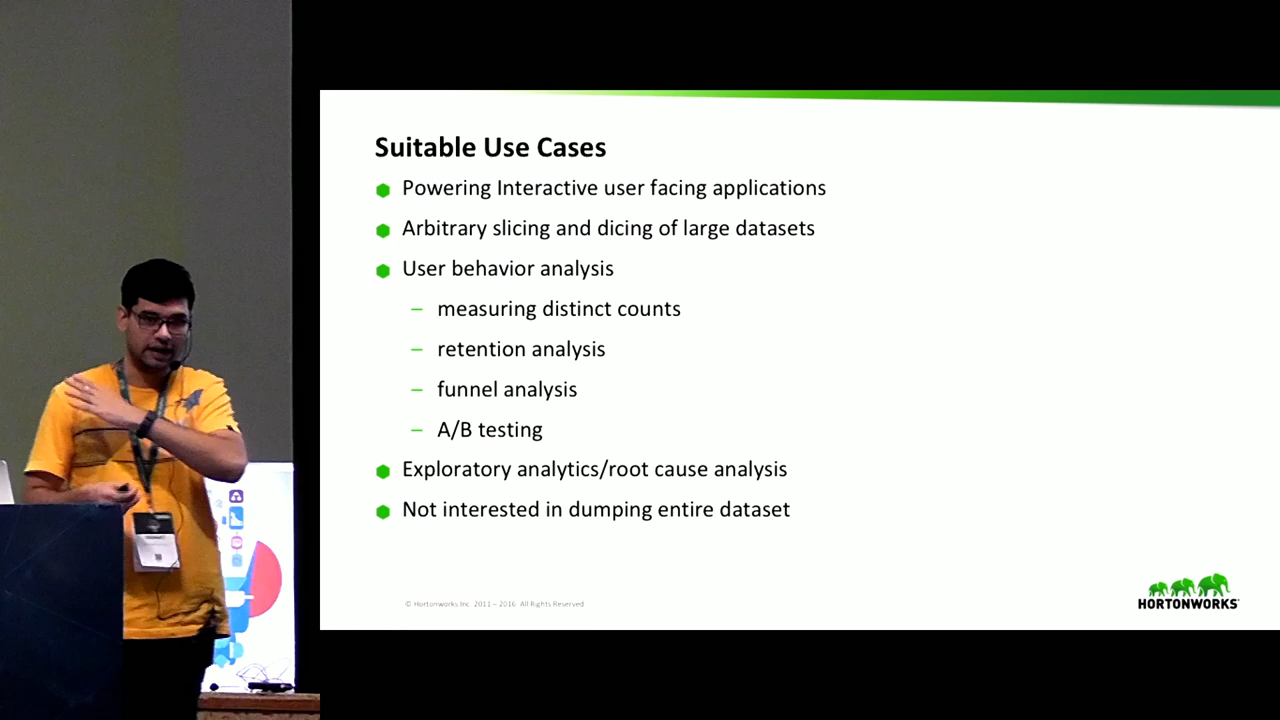 Suitable Use Cases
Powering Interactive user facing applications
Arbitrary slicing and dicing of large datasets
User behavior analysis
– measuring distinct counts
– retention analysis
– funnel analysis
– A/B testing
Exploratory analytics/root cause analysis
Not interested in dumping entire dataset
© Hortonworks Inc. 2011 – 2016. All Rights Reserved
HORTONWORKS